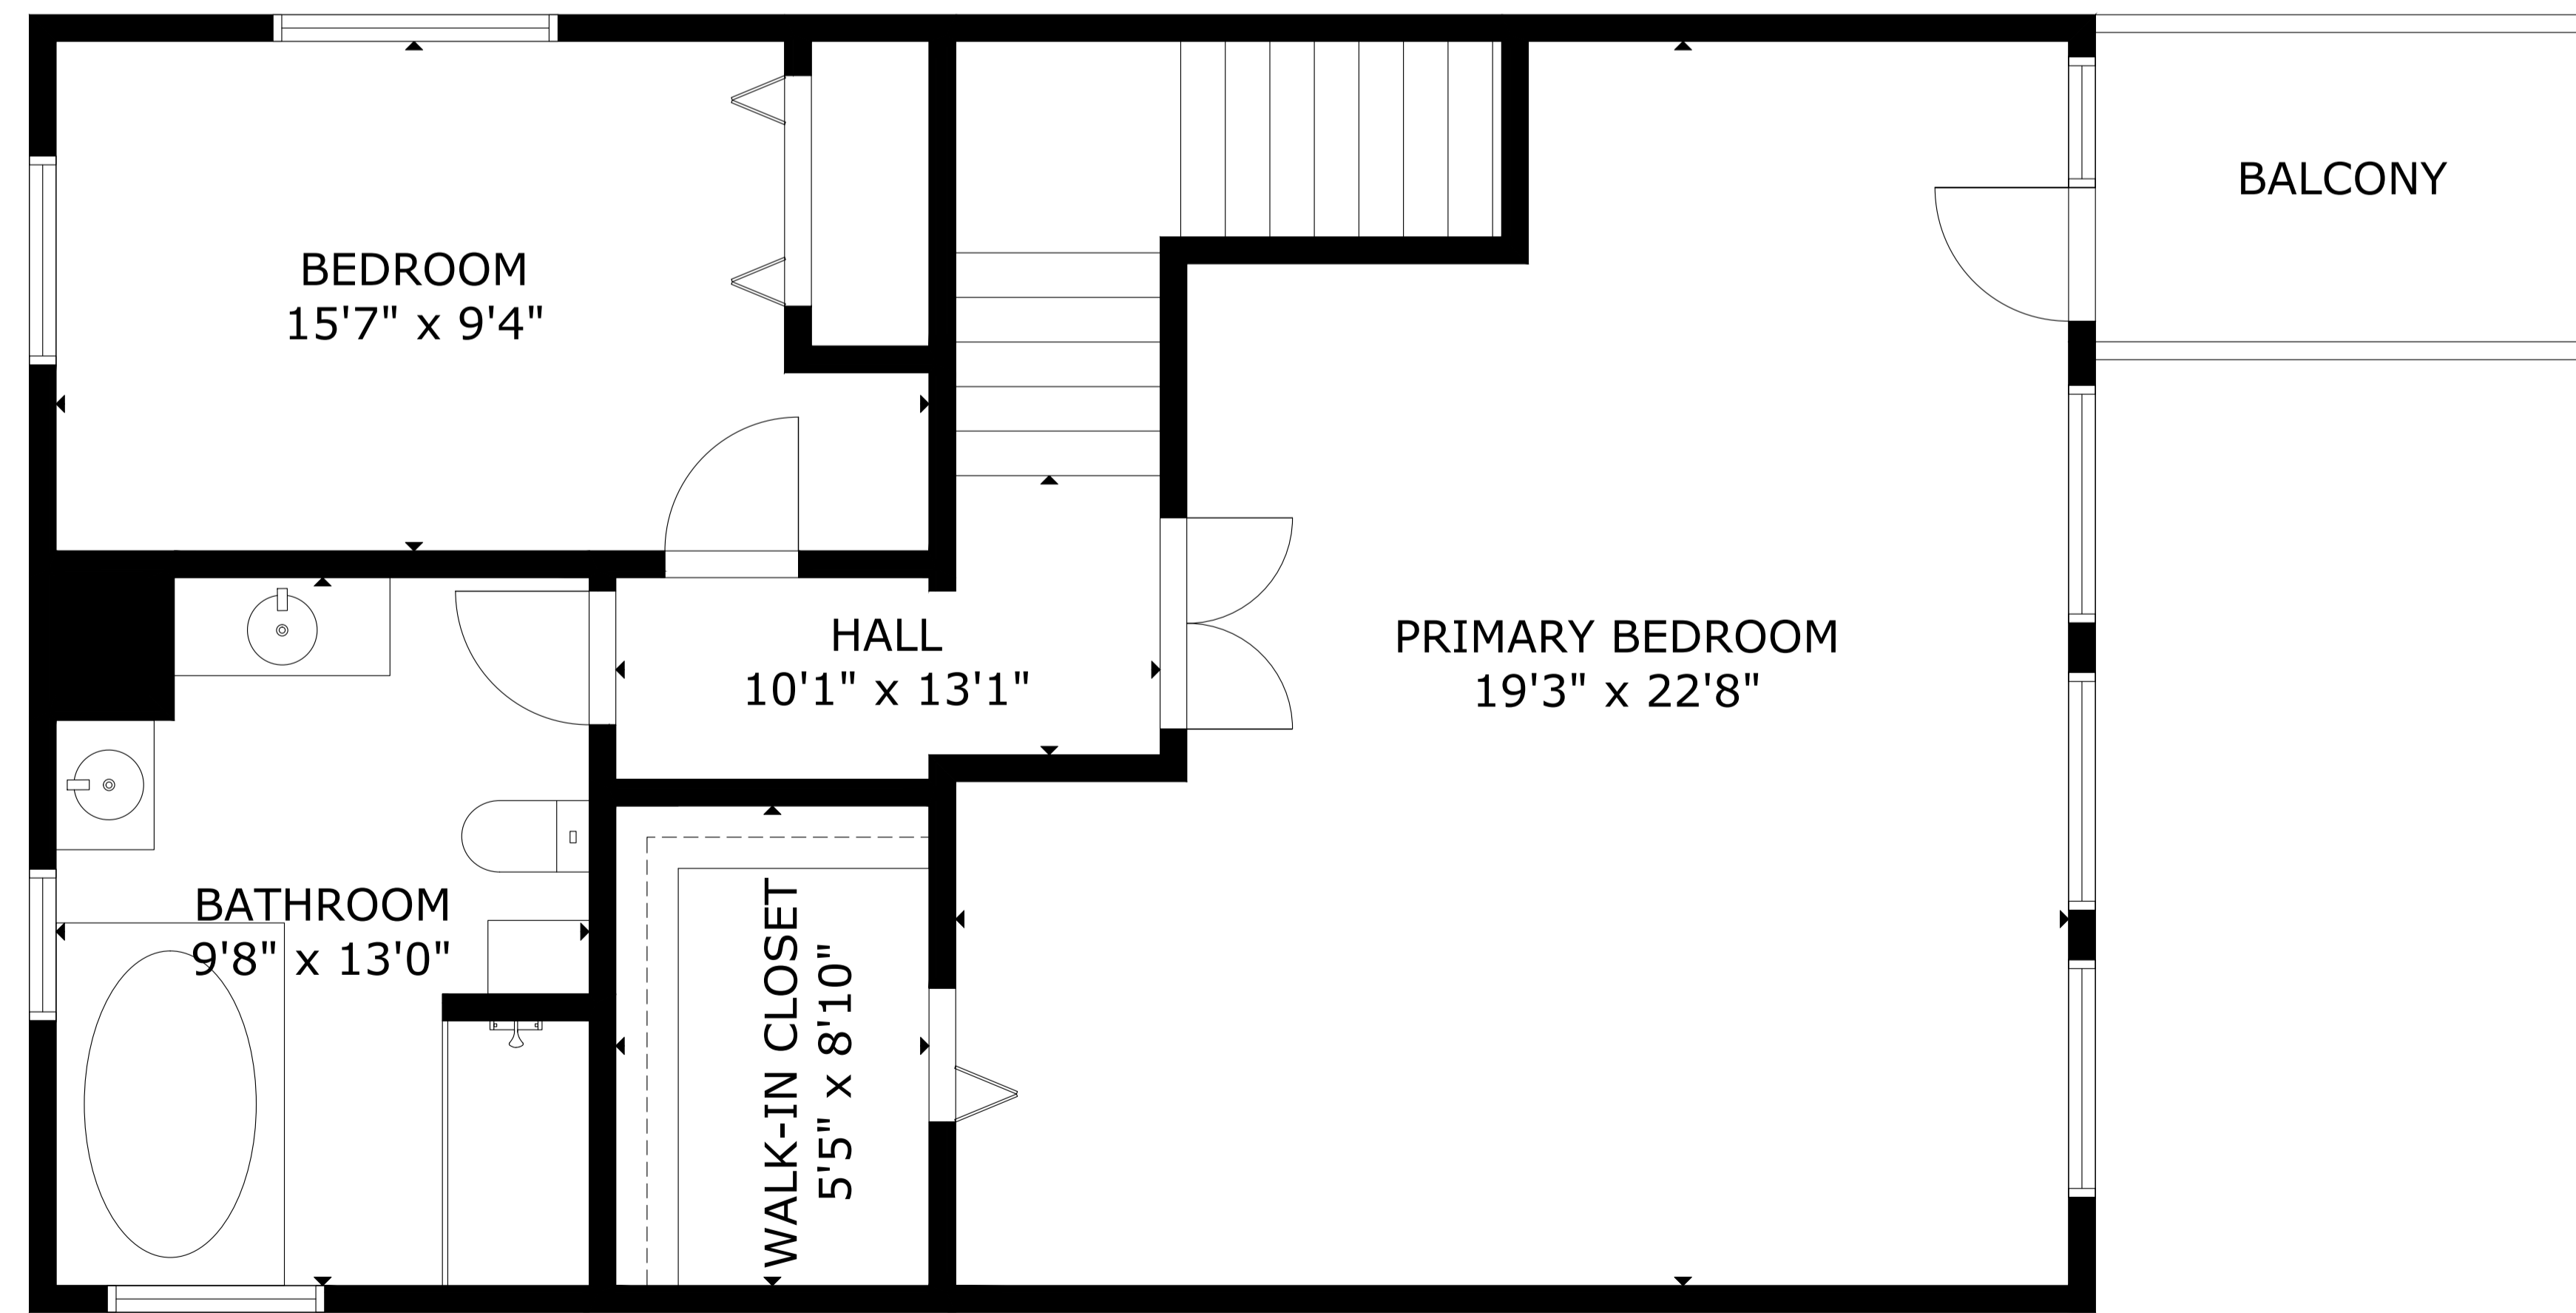 BALCONY
BEDROOM
15'7" x 9'4"
HALL
10'1" x 13'1"
PRIMARY BEDROOM
19'3" x 22'8"
BATHROOM
9'8" x 13'0"
WALK-IN CLOSET
5'5" x 8'10"